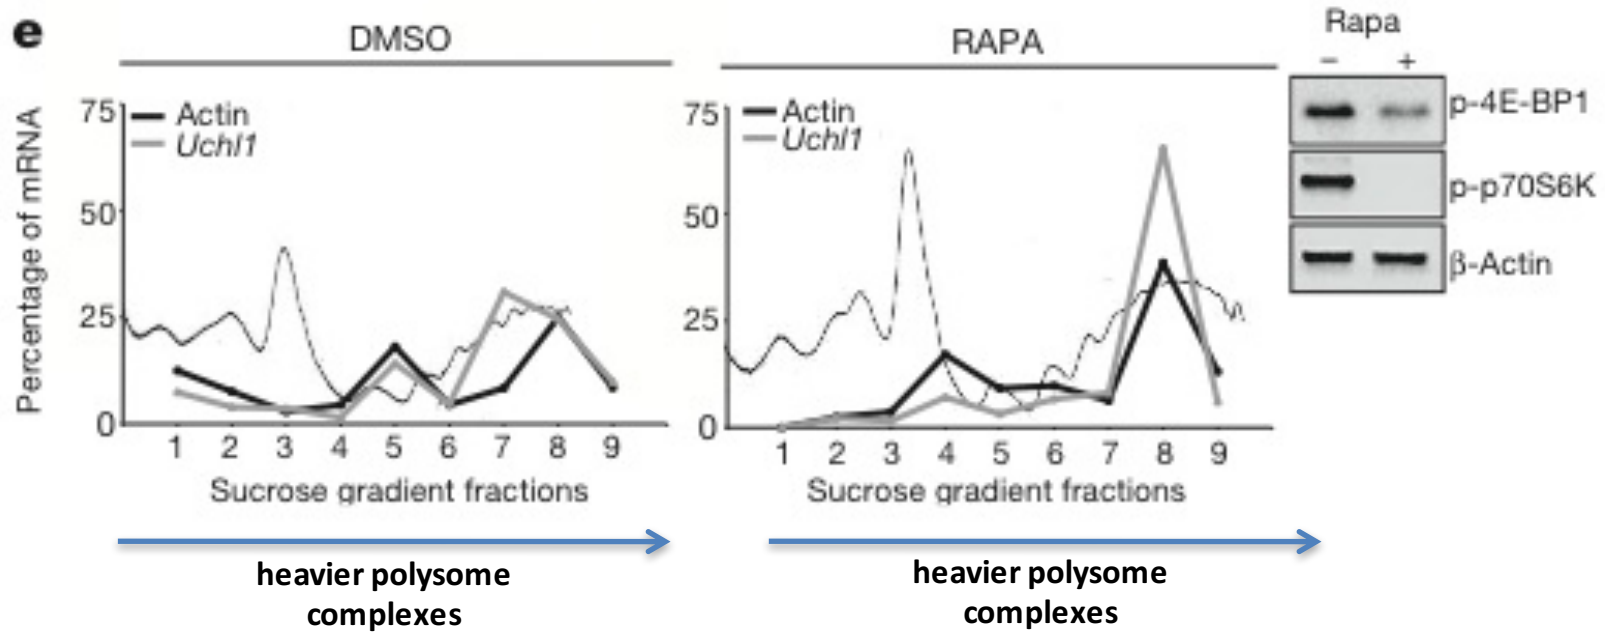 e
DMSO
75
50
25
0
Percentage of mRNA
Actin
Uchl1
1 2 3 4 5 6 7 8 9
Sucrose gradient fractions
heavier polysome
complexes
RAPA
75
50
25
0
Actin
Uchl1
1 2 3 4 5 6 7 8 9
Sucrose gradient fractions
heavier polysome
complexes
Rapa
– +
p-4E-BP1
p-p70S6K
β-Actin